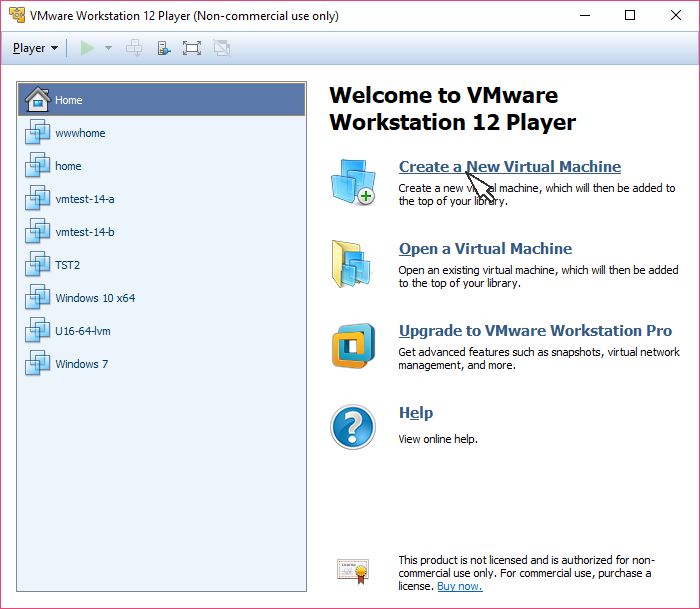 VMware Workstation 12 Player (Non-commercial use only)
Player
Home
wwwhome
home
vmtest-14-a
vmtest-14-b
TST2
Windows 10 x64
U16-64-lvm
Windows 7
Welcome to VMware
Workstation 12 Player
Create a New Virtual Machine
Create a new virtual machine, which will then be added to
the top of your library.
Open a Virtual Machine
Open an existing virtual machine, which will then be added
to the top of your library.
Upgrade to VMware Workstation Pro
Get advanced features such as snapshots, virtual network
management, and more.
Help
View online help.
This product is not licensed and is authorized for non-
commercial use only. For commercial use, purchase a
license. Buy now.